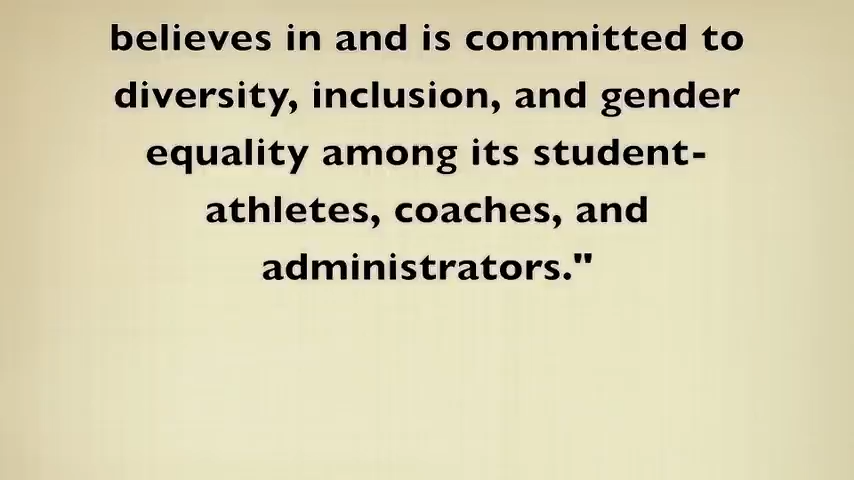 believes in and is committed to
diversity, inclusion, and gender
equality among its student-
athletes, coaches, and
administrators."